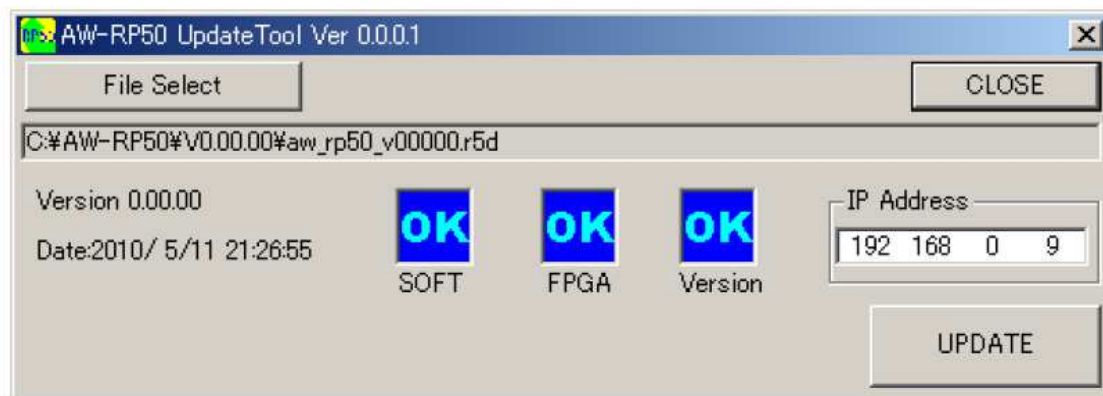 AW-RP50 UpdateTool Ver 0.0.0.1
File Select
CLOSE
C:¥AW-RP50¥V0.00.00¥aw_rp50_v00000.r5d
Version 0.00.00
Date:2010/ 5/11 21:26:55
OK
OK
OK
SOFT
FPGA
Version
IP Address
192 168 0 9
UPDATE